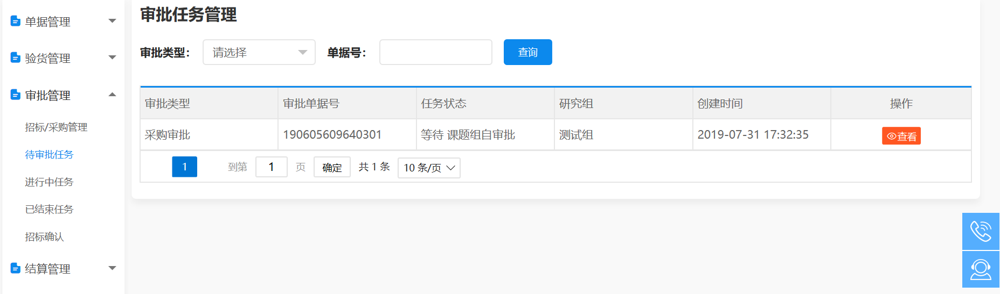 单据管理
验货管理
审批管理
招标/采购管理
待审批任务
进行中任务
已结束任务
招标确认
结算管理
审批任务管理
审批类型： 请选择 单据号： 查询
审批类型 审批单据号 任务状态 研究组 创建时间 操作
采购审批 190605609640301 等待 课题组自审批 测试组 2019-07-31 17:32:35 查看
1 到第 1 页 确定 共 1 条 10 条/页